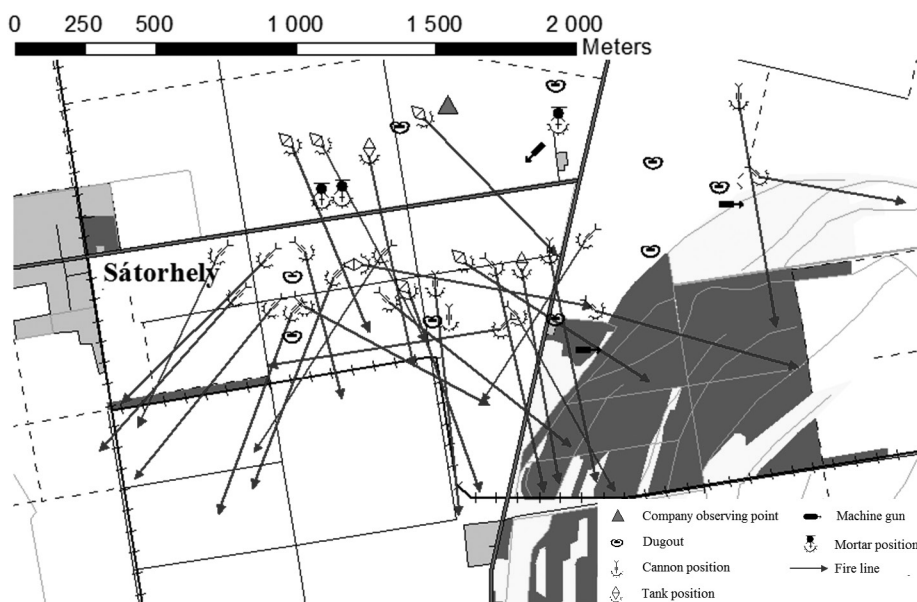 0 250 500 1 000 1 500 2 000
Meters
Sátorhely
Company observing point
Dugout
Cannon position
Tank position
Machine gun
Mortar position
Fire line